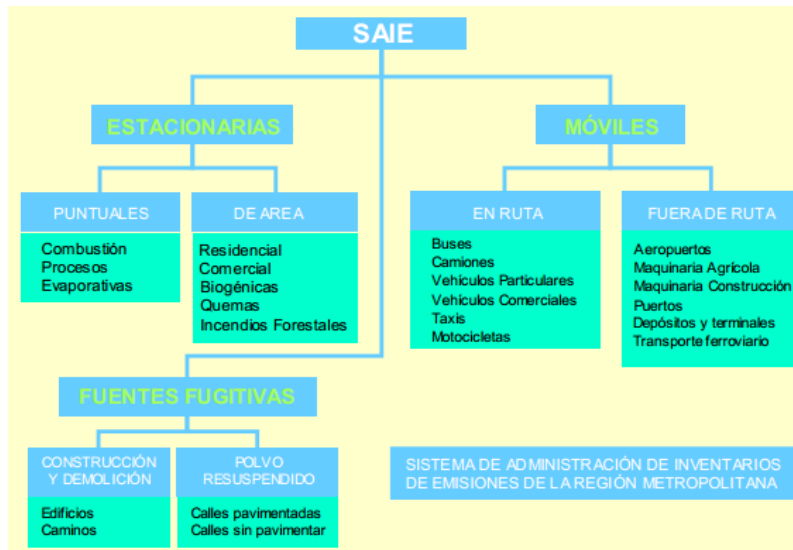 SAIE
ESTACIONARIAS
MÓVILES
PUNTUALES
Combustión
Procesos
Evaporativas
DE AREA
Residencial
Comercial
Biogénicas
Quemas
Incendios Forestales
EN RUTA
Buses
Camiones
Vehículos Particulares
Vehículos Comerciales
Taxis
Motocicletas
FUERA DE RUTA
Aeropuertos
Maquinaria Agrícola
Maquinaria Construcción
Puertos
Depósitos y terminales
Transporte ferroviario
FUENTES FUGITIVAS
CONSTRUCCIÓN
Y DEMOLICIÓN
Edificios
Caminos
POLVO
RESUSPENDIDO
Calles pavimentadas
Calles sin pavimentar
SISTEMA DE ADMINISTRACIÓN DE INVENTARIOS
DE EMISIONES DE LA REGIÓN METROPOLITANA